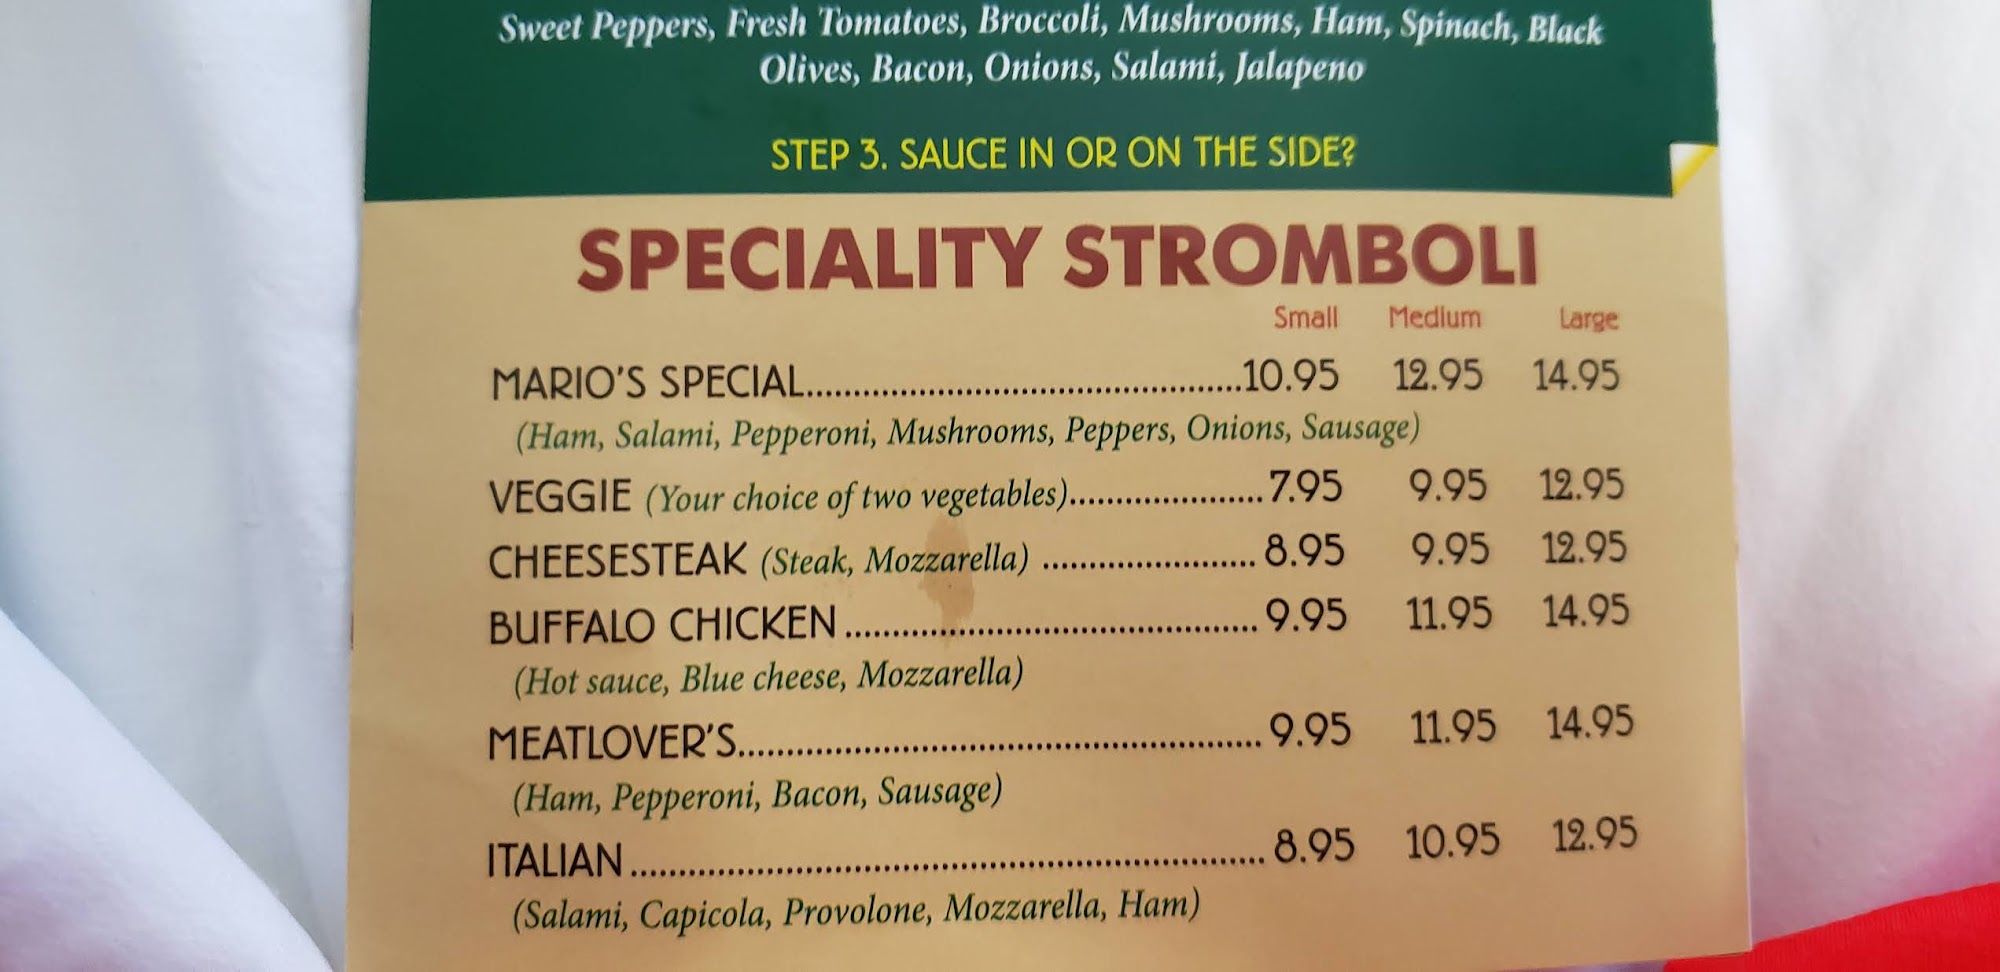 Sweet Peppers, Fresh Tomatoes, Broccoli, Mushrooms, Ham, Spinach, Black
Olives, Bacon, Onions, Salami, Jalapeno
STEP 3. SAUCE IN OR ON THE SIDE?
SPECIALITY STROMBOLI
Small Medium Large
MARIO'S SPECIAL..........................................10.95 12.95 14.95
(Ham, Salami, Pepperoni, Mushrooms, Peppers, Onions, Sausage)
VEGGIE (Your choice of two vegetables)....................7.95 9.95 12.95
CHEESESTEAK (Steak, Mozzarella) ...................... 8.95 9.95 12.95
BUFFALO CHICKEN........................................ 9.95 11.95 14.95
(Hot sauce, Blue cheese, Mozzarella)
MEATLOVER'S.................................................. 9.95 11.95 14.95
(Ham, Pepperoni, Bacon, Sausage)
ITALIAN............................................................ 8.95 10.95 12.95
(Salami, Capicola, Provolone, Mozzarella, Ham)